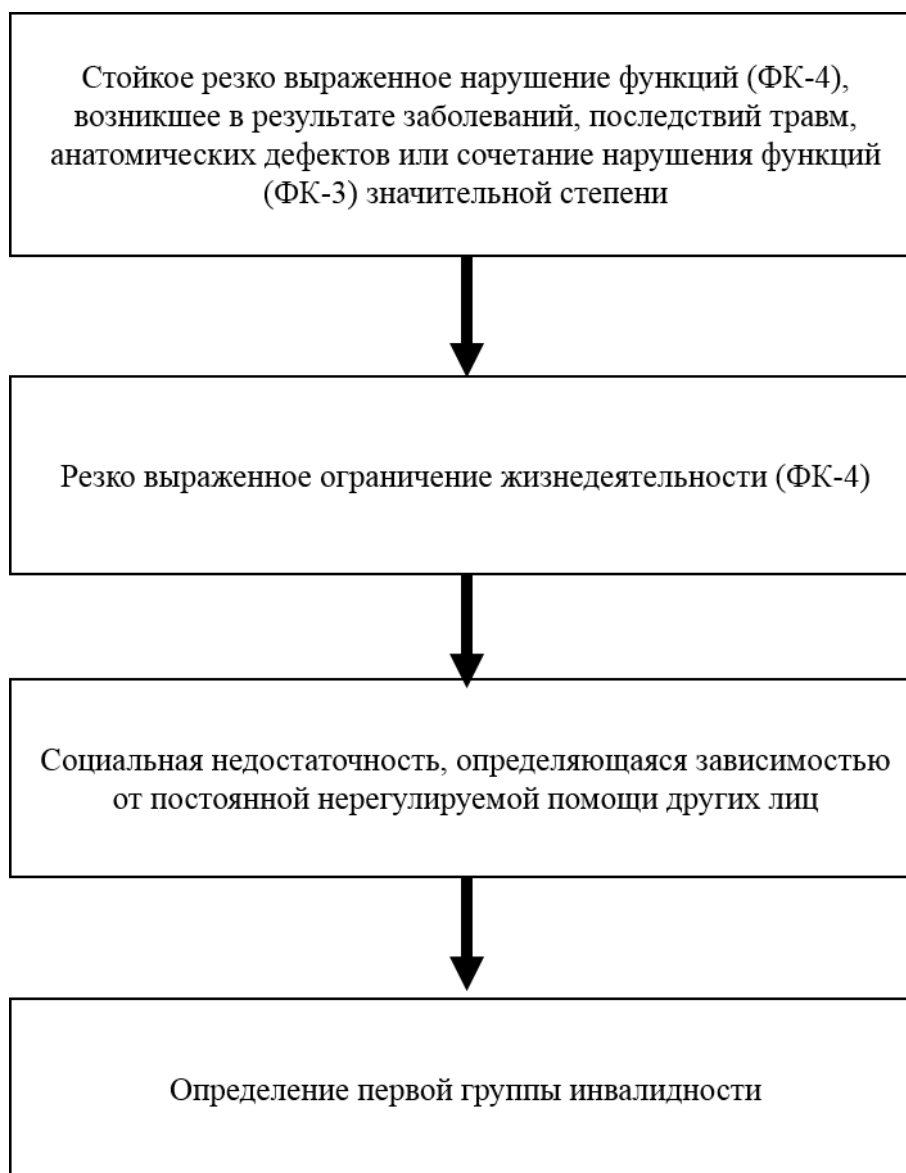 Стойкое резко выраженное нарушение функций (ФК-4),
возникшее в результате заболеваний, последствий травм,
анатомических дефектов или сочетание нарушения функций
(ФК-3) значительной степени
Резко выраженное ограничение жизнедеятельности (ФК-4)
Социальная недостаточность, определяющаяся зависимостью
от постоянной нерегулируемой помощи других лиц
Определение первой группы инвалидности